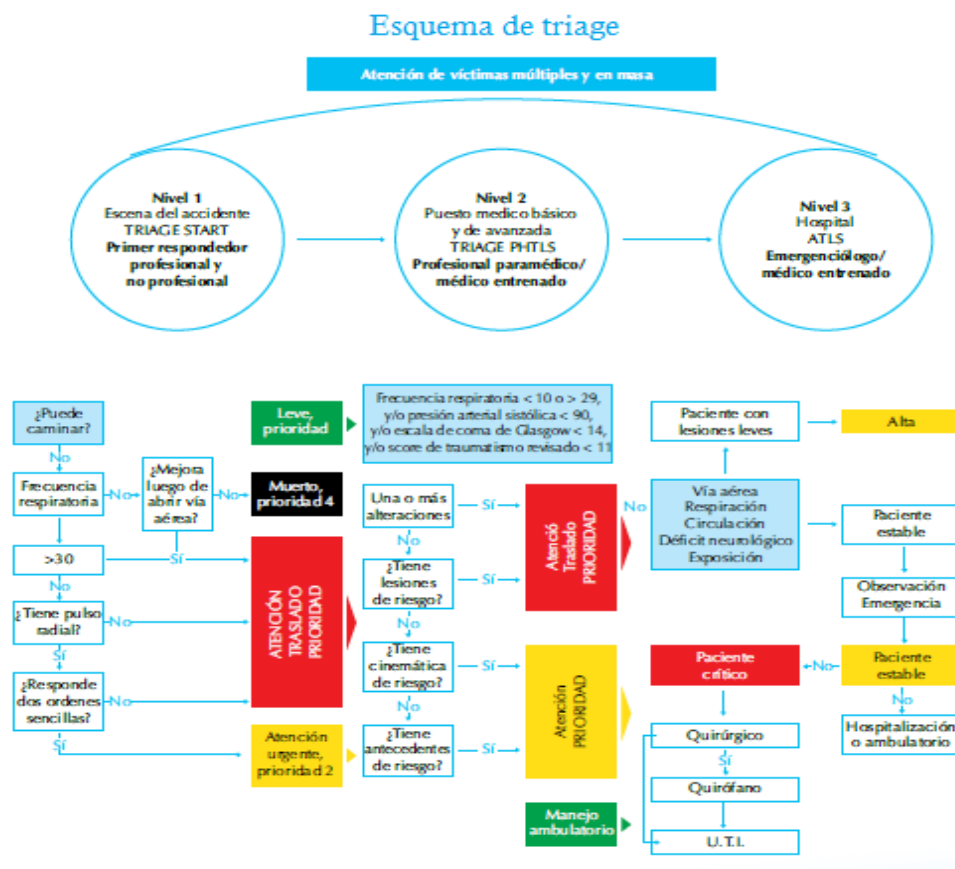 Esquema de triage
Atención de víctimas múltiples y en masa
Nivel 1
Escena del accidente
TRIAGE START
Primer respondedor
profesional y
no profesional
Nivel 2
Puesto medico básico
y de avanzada
TRIAGE PHTLS
Profesional paramédico/
médico entrenado
Nivel 3
Hospital
ATLS
Emergenciólogo/
médico entrenado
¿Puede
caminar?
No
Frecuencia
respiratoria
No
¿Mejora
luego de
abrir vía
aérea?
No
Sí
>30
No
¿Tiene pulso
radial?
No
Sí
¿Responde
dos ordenes
sencillas?
No
Sí
Leve,
prioridad
Muerto,
prioridad 4
ATENCIÓN
TRASLADO
PRIORIDAD
Atención
urgente,
prioridad 2
Frecuencia respiratoria < 10 o > 29,
y/o presión arterial sistólica < 90,
y/o escala de coma de Glasgow < 14,
y/o score de traumatismo revisado < 11
Una o más
alteraciones
Sí
No
¿Tiene
lesiones
de riesgo?
Sí
No
¿Tiene
cinemática
de riesgo?
Sí
No
¿Tiene
antecedentes
de riesgo?
Sí
Atenció
Traslado
PRIORIDAD
Atención
PRIORIDAD
Manejo
ambulatorio
No
Paciente con
lesiones leves
Alta
Vía aérea
Respiración
Circulación
Déficit neurológico
Exposición
Paciente
estable
Observación
Emergencia
Paciente
crítico
No
Paciente
estable
No
Hospitalización
o ambulatorio
Quirúrgico
Sí
Quirófano
U.T.I.